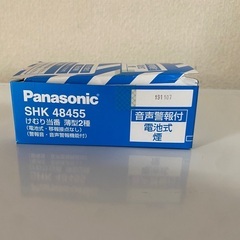 Panasonic
SHK 48455
けむり当番 薄型2種
(電池式・移報接点なし)
(警報音・音声警報機能付)
音声警報付
電池式
煙